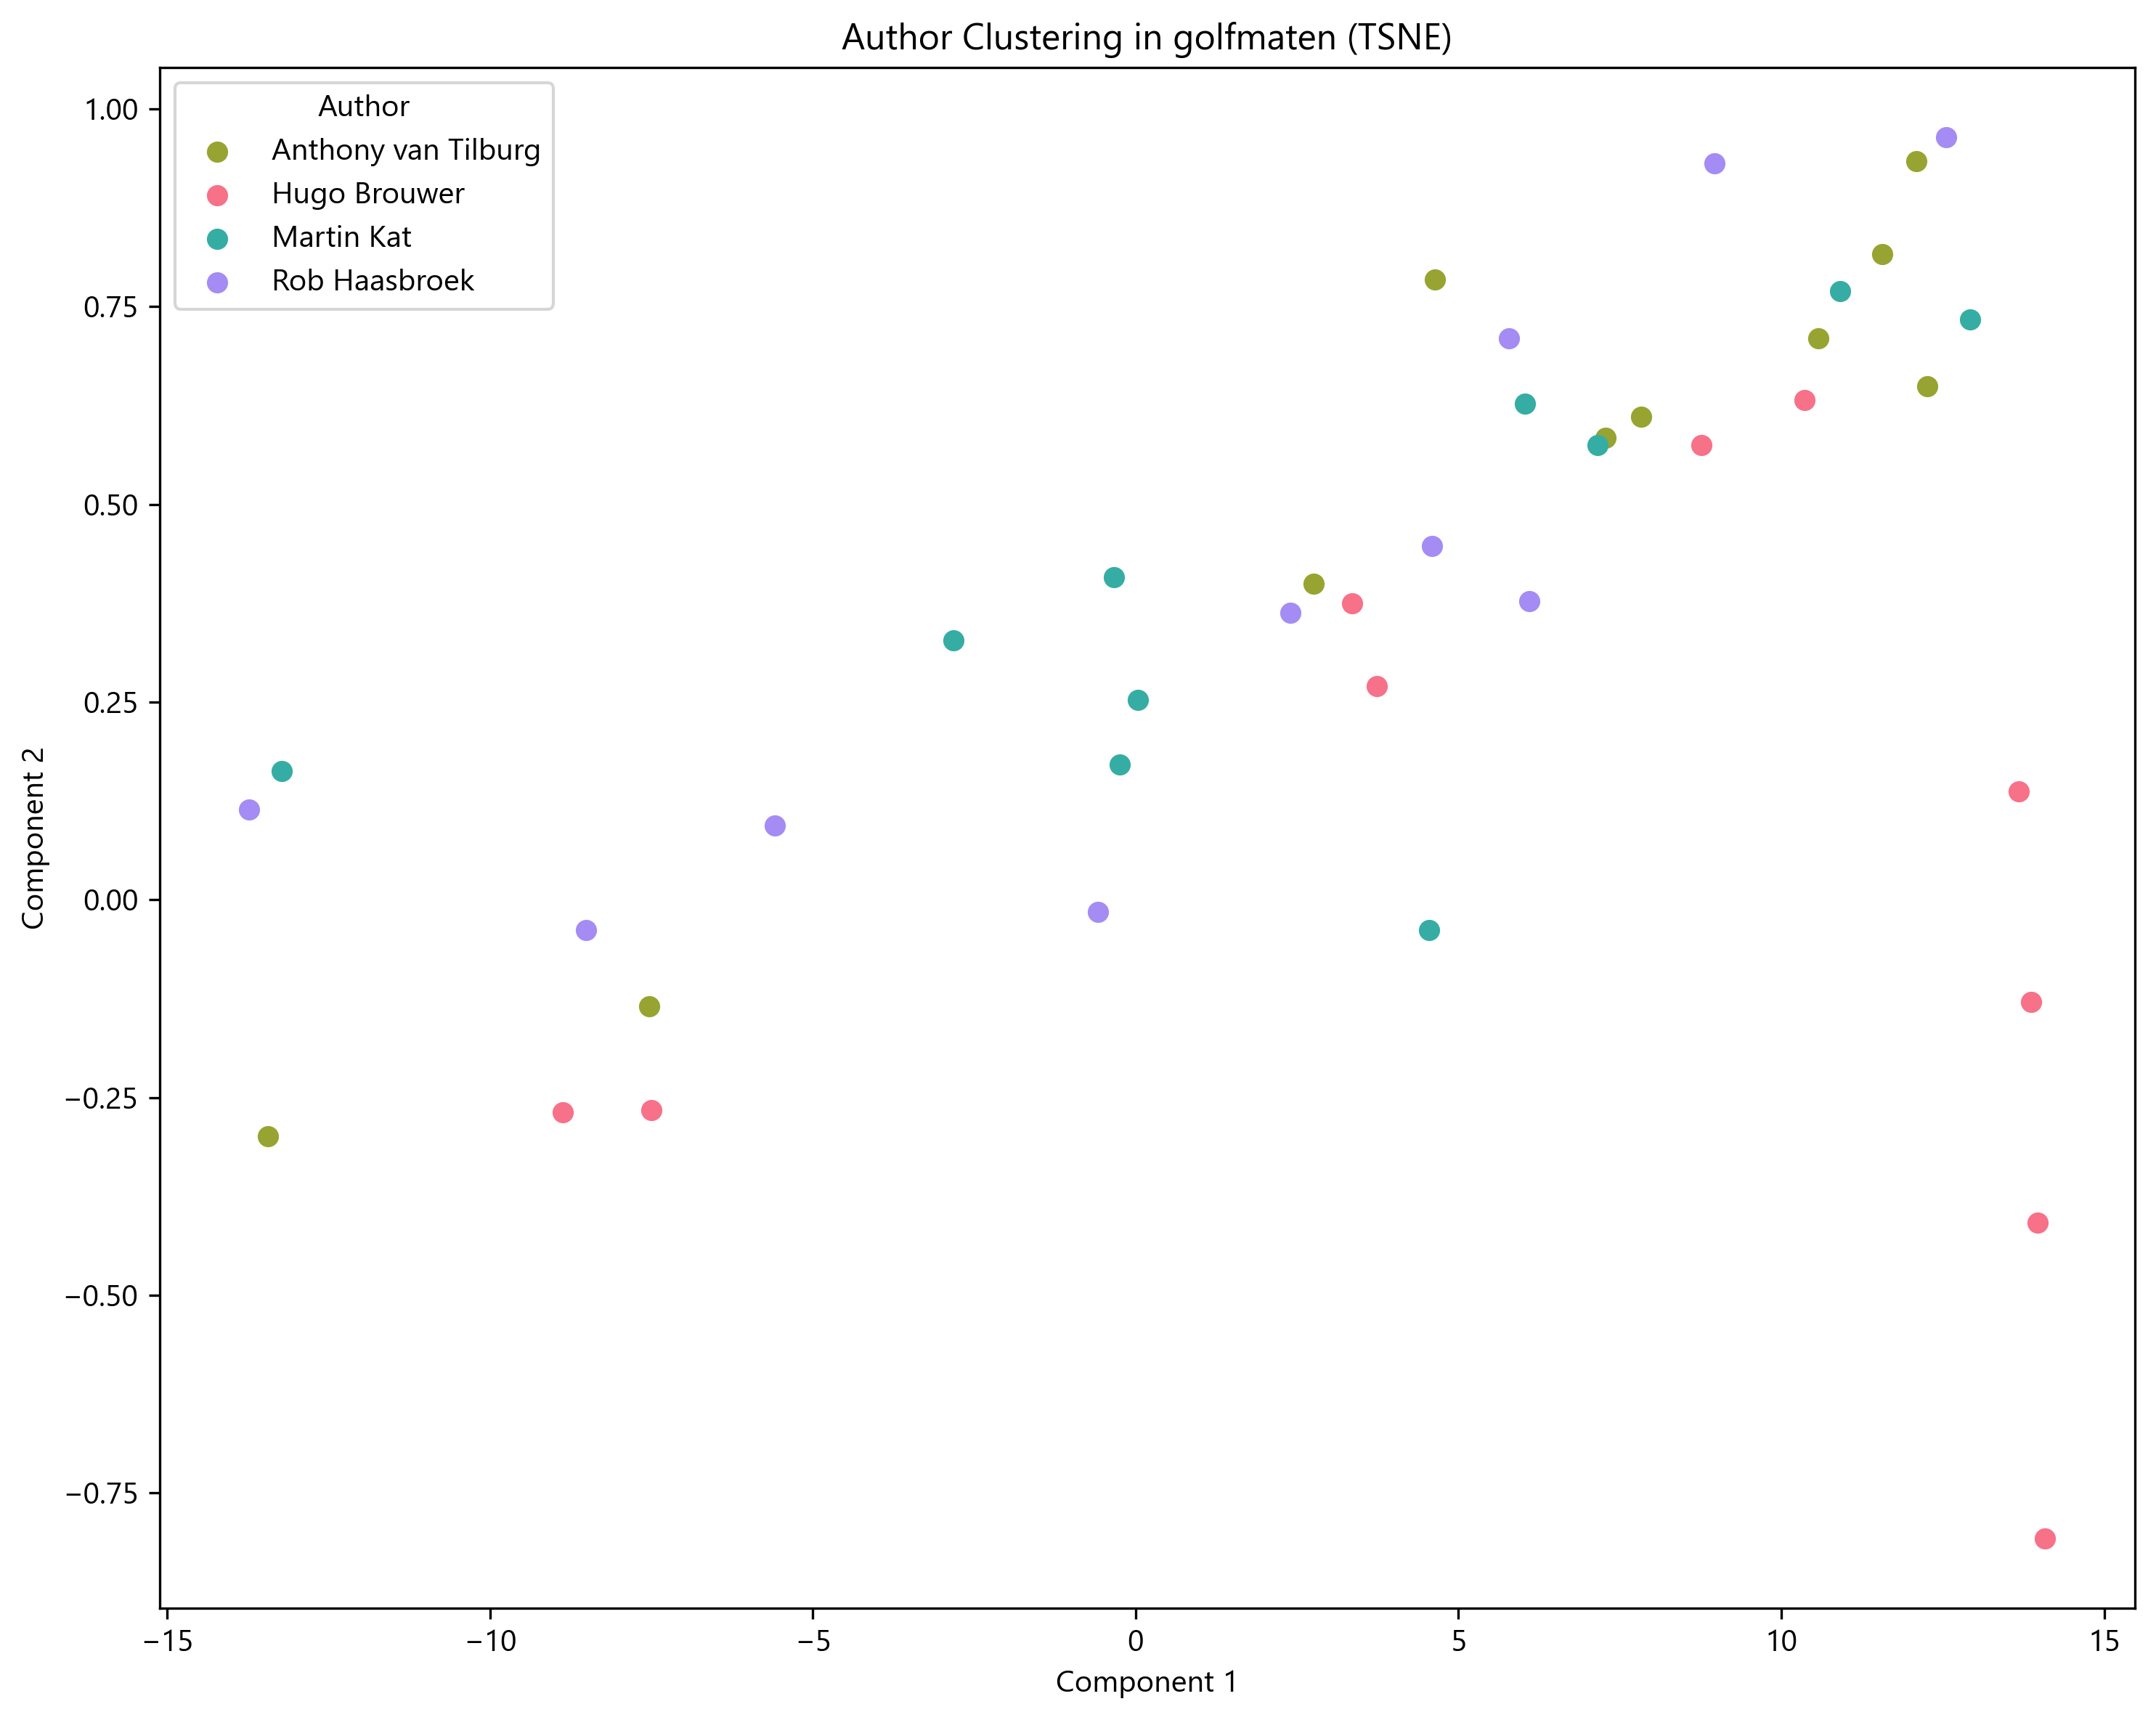 Author Clustering in golfmaten (TSNE)
Author
Anthony van Tilburg
Hugo Brouwer
Martin Kat
Rob Haasbroek
1.00
0.75
0.50
0.25
0.00
−0.25
−0.50
−0.75
Component 2
−15 −10 −5 0 5 10 15
Component 1